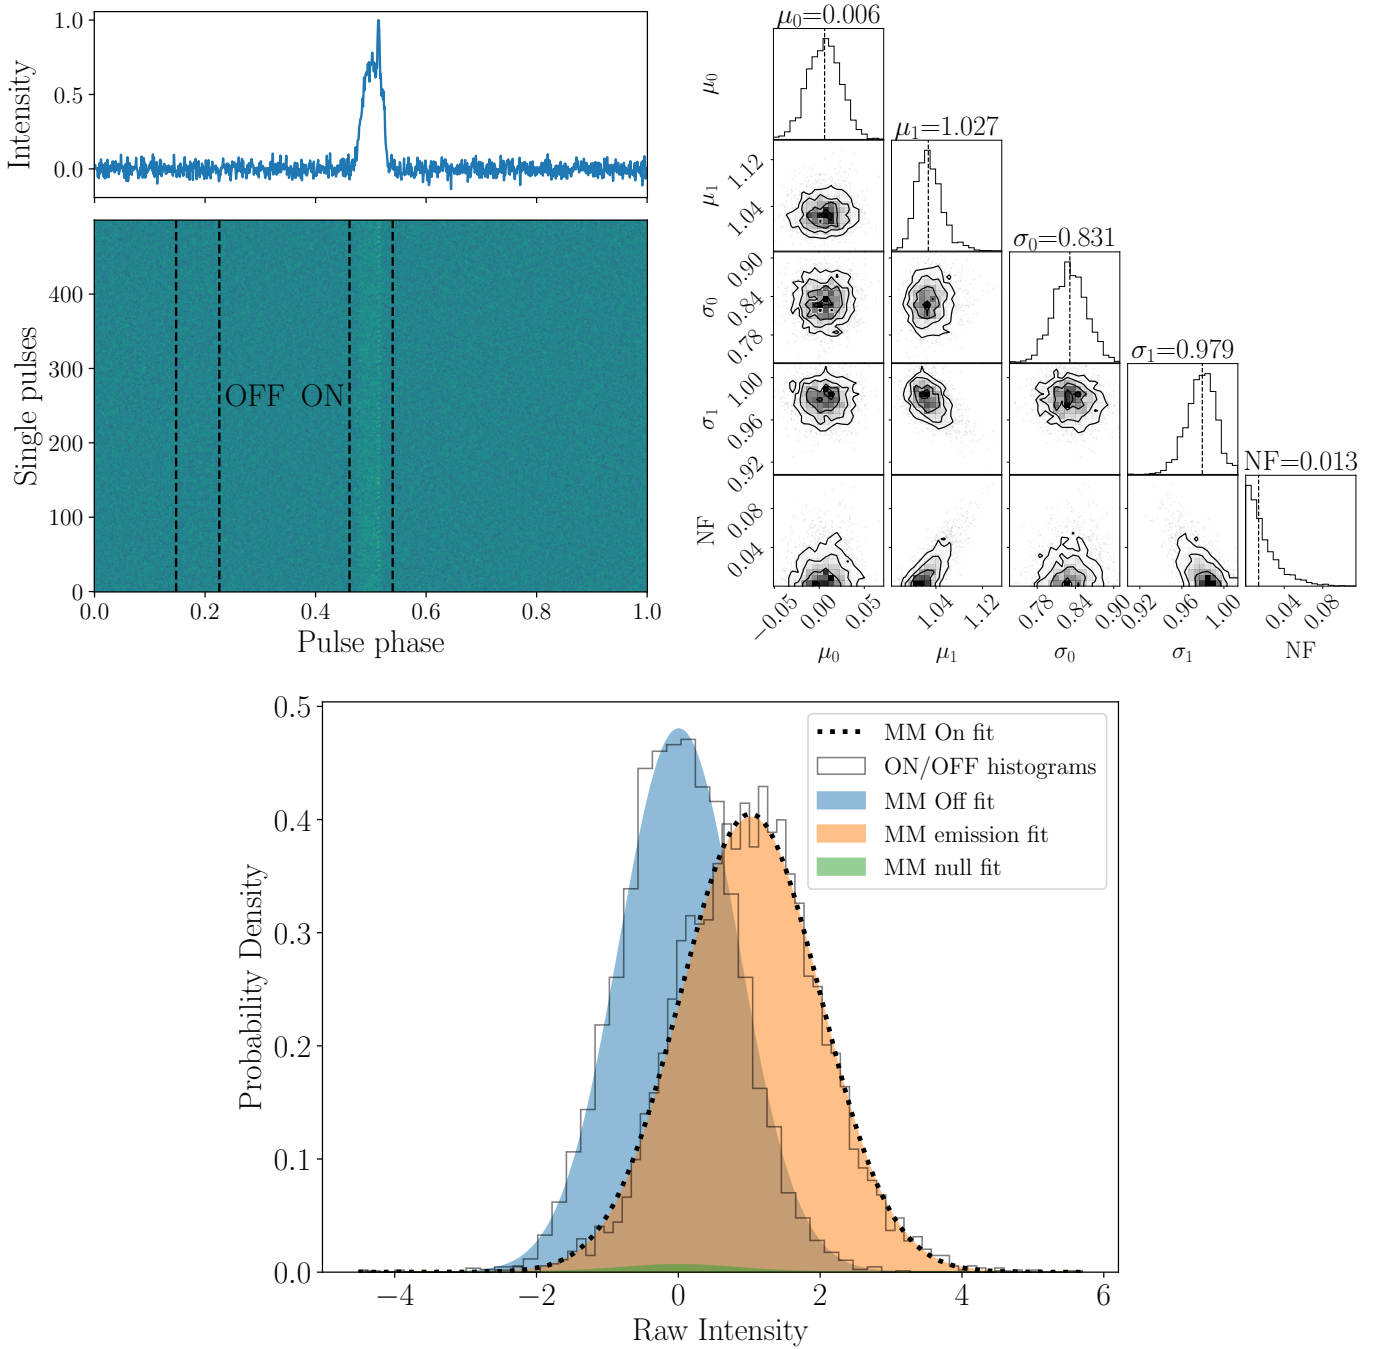 1.0
0.5
0.0
Intensity
400
300
200
100
0
Single pulses
OFF ON
0.0 0.2 0.4 0.6 0.8 1.0
Pulse phase
μ₀=0.006
μ₀
μ₁=1.027
1.12
1.04
μ₁
σ₀=0.831
0.90
0.84
0.78
σ₀
σ₁=0.979
1.00
0.96
0.92
σ₁
NF=0.013
0.08
0.04
NF
−0.05 0.00 0.05 1.04 1.12 0.78 0.84 0.90 0.92 0.96 1.00 0.04 0.08
μ₀ μ₁ σ₀ σ₁ NF
0.5
0.4
0.3
0.2
0.1
0.0
Probability Density
MM On fit
ON/OFF histograms
MM Off fit
MM emission fit
MM null fit
−4 −2 0 2 4 6
Raw Intensity